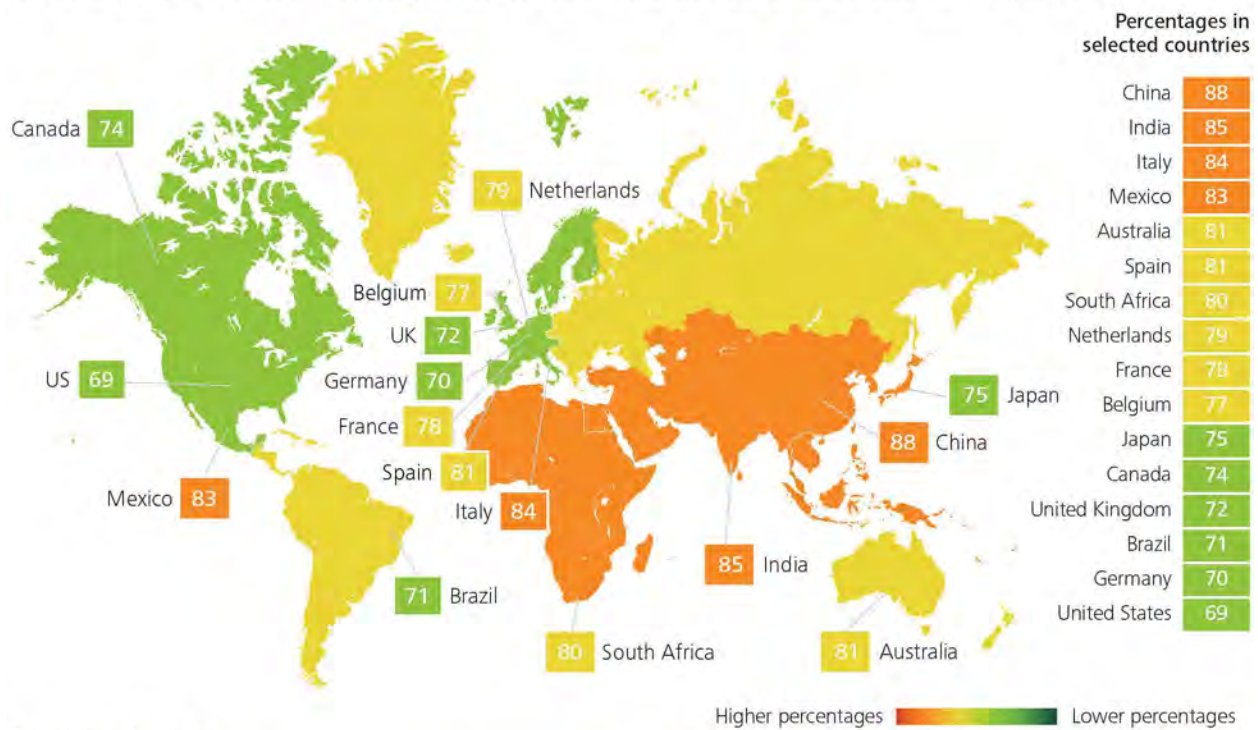 Percentages in
selected countries
China 88
India 85
Italy 84
Mexico 83
Australia 81
Spain 81
South Africa 80
Netherlands 79
France 78
Belgium 77
Japan 75
Canada 74
United Kingdom 72
Brazil 71
Germany 70
United States 69
Canada 74
79 Netherlands
Belgium 77
UK 72
US 69
Germany 70
75 Japan
France 78
88 China
Spain 81
Mexico 83
Italy 84
85 India
71 Brazil
80 South Africa
81 Australia
Higher percentages
Lower percentages